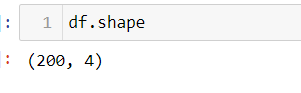 ]: 1 df.shape
]: (200, 4)